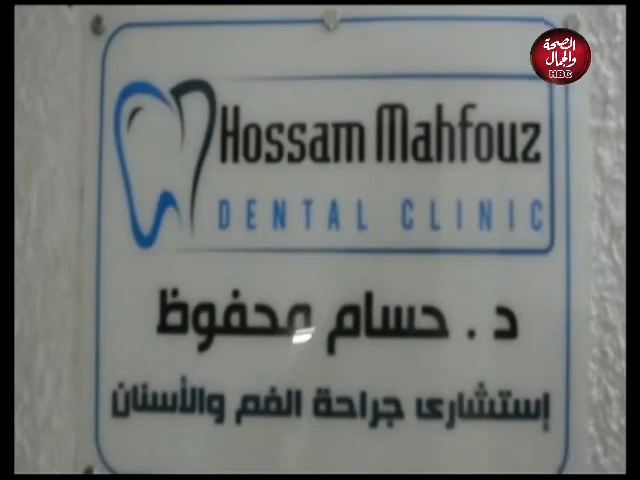 الصحة
والجمال
HBC
Hossam Mahfouz
DENTAL CLINIC
د. حسام محفوظ
إستشارى جراحة الفم والأسنان